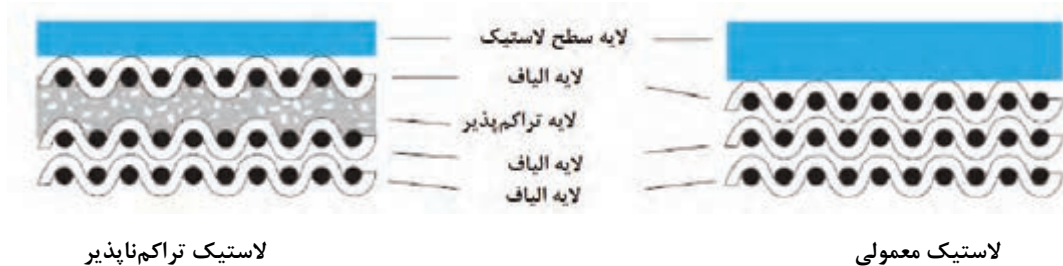 لایه سطح لاستیک
لایه الیاف
لایه تراکم‌پذیر
لایه الیاف
لایه الیاف
لاستیک معمولی
لاستیک تراکم‌ناپذیر